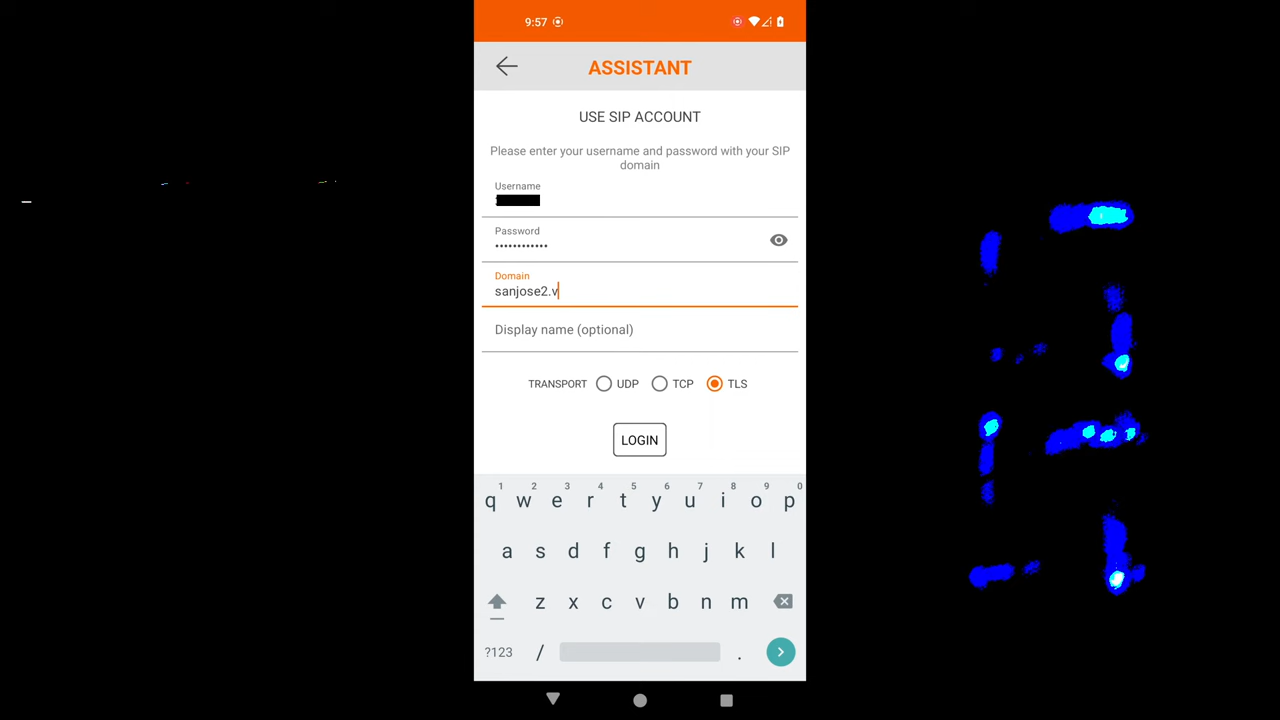 9:57
ASSISTANT
USE SIP ACCOUNT
Please enter your username and password with your SIP
domain
Username
Password
••••••••••••
Domain
sanjose2.v
Display name (optional)
TRANSPORT UDP TCP TLS
LOGIN
1 2 3 4 5 6 7 8 9 0
q w e r t y u i o p
a s d f g h j k l
z x c v b n m
?123 / .